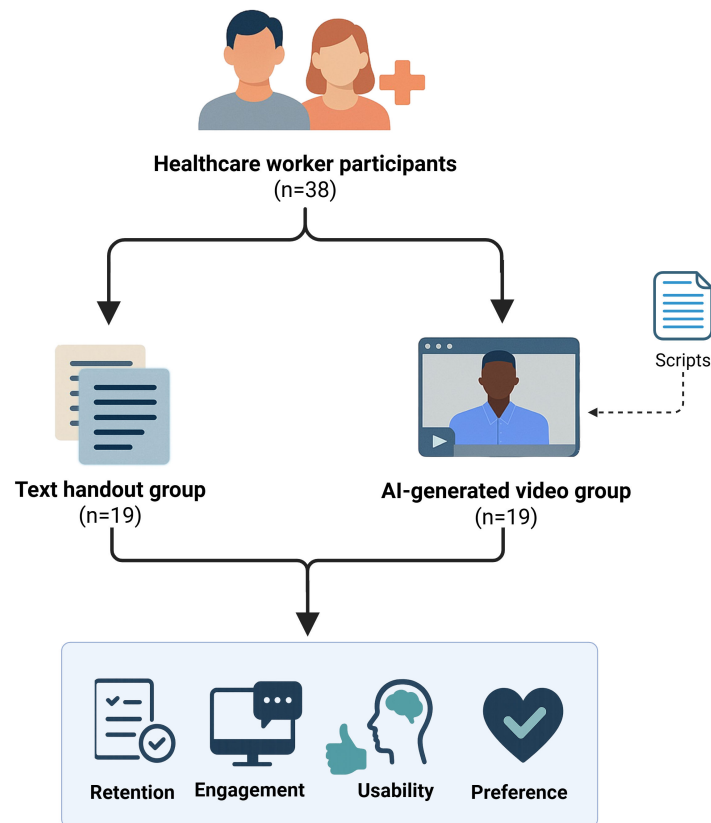 Healthcare worker participants
(n=38)
Scripts
Text handout group
(n=19)
AI-generated video group
(n=19)
Retention
Engagement
Usability
Preference